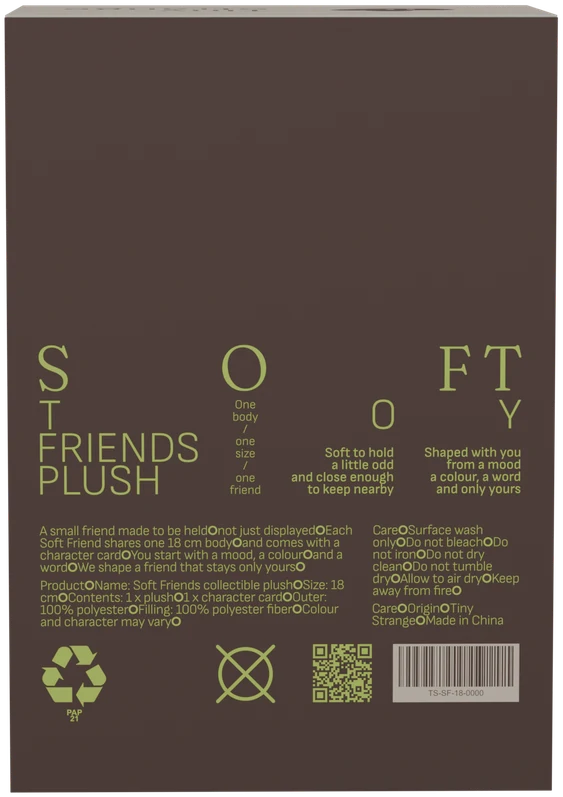 S O FT
T O Y
FRIENDS
PLUSH
One
body
/
one
size
/
one
friend
Soft to hold
a little odd
and close enough
to keep nearby
Shaped with you
from a mood
a colour, a word
and only yours
A small friend made to be heldOnot just displayedOEach
Soft Friend shares one 18 cm bodyOand comes with a
character cardOYou start with a mood, a colourOand a
wordOWe shape a friend that stays only yoursO
ProductOName: Soft Friends collectible plushOSize: 18
cmOContents: 1 x plushO1 x character cardOOuter:
100% polyesterOFilling: 100% polyester fiberOColour
and character may varyO
CareOSurface wash
onlyODo not bleachODo
not ironODo not dry
cleanODo not tumble
dryOAllow to air dryOKeep
away from fireO
CareOOriginOTiny
StrangeOMade in China
PAP
21
TS-SF-18-0000